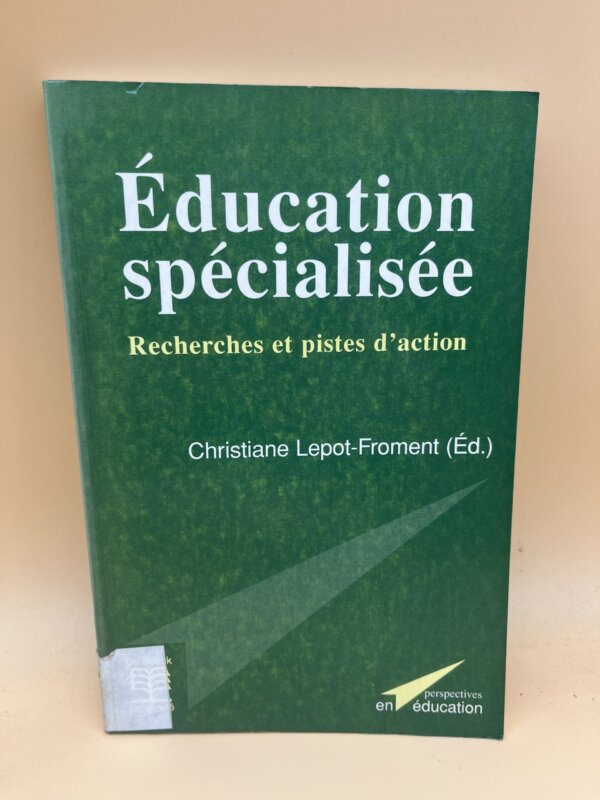 Éducation
spécialisée
Recherches et pistes d'action
Christiane Lepot-Froment (Éd.)
perspectives
en éducation